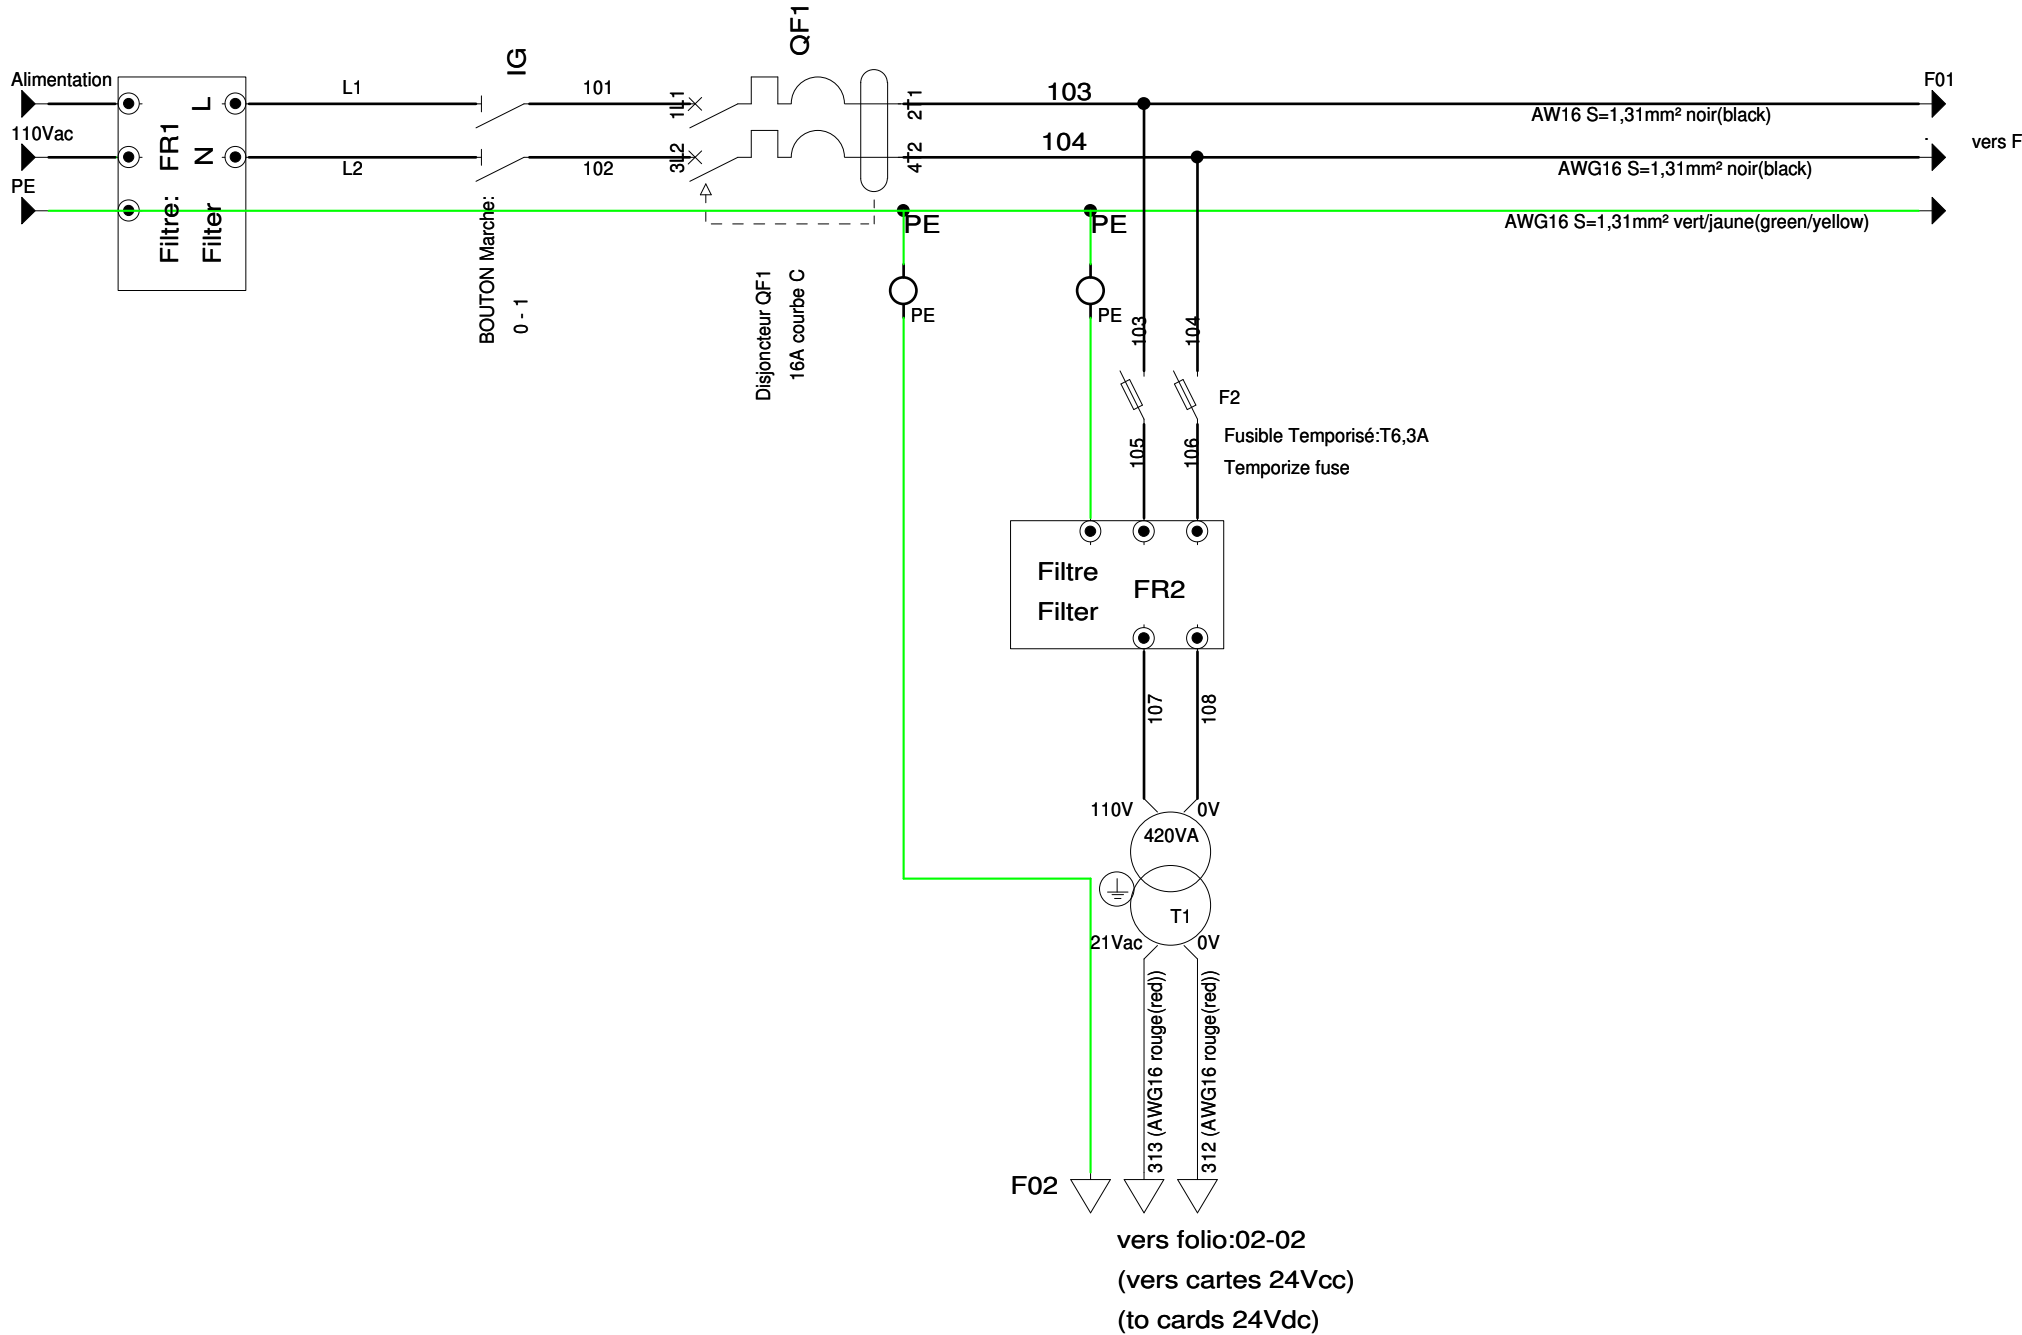 QF1
IG
Alimentation
L1
101
1L1
2T1
103
F01
AW16 S=1,31mm² noir(black)
110Vac
L
N
FR1
L2
102
3L2
4T2
104
vers F
AWG16 S=1,31mm² noir(black)
PE
Filtre:
Filter
PE
PE
AWG16 S=1,31mm² vert/jaune(green/yellow)
BOUTON Marche:
0 - 1
Disjoncteur QF1
16A courbe C
PE
PE
103
104
F2
Fusible Temporisé:T6,3A
Temporize fuse
105
106
Filtre
Filter
FR2
107
108
110V
0V
420VA
T1
21Vac
0V
313 (AWG16 rouge(red))
312 (AWG16 rouge(red))
F02
vers folio:02-02
(vers cartes 24Vcc)
(to cards 24Vdc)